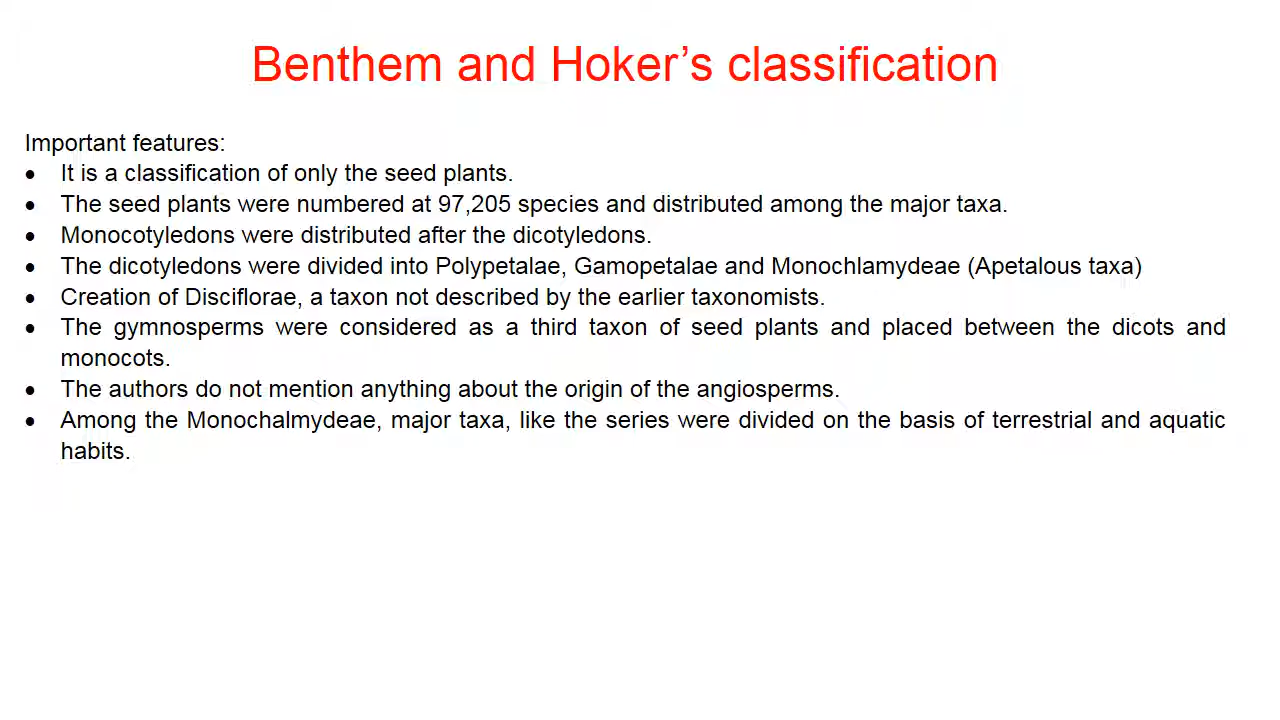 Benthem and Hoker’s classification
Important features:
• It is a classification of only the seed plants.
• The seed plants were numbered at 97,205 species and distributed among the major taxa.
• Monocotyledons were distributed after the dicotyledons.
• The dicotyledons were divided into Polypetalae, Gamopetalae and Monochlamydeae (Apetalous taxa)
• Creation of Disciflorae, a taxon not described by the earlier taxonomists.
• The gymnosperms were considered as a third taxon of seed plants and placed between the dicots and
monocots.
• The authors do not mention anything about the origin of the angiosperms.
• Among the Monochalmydeae, major taxa, like the series were divided on the basis of terrestrial and aquatic
habits.